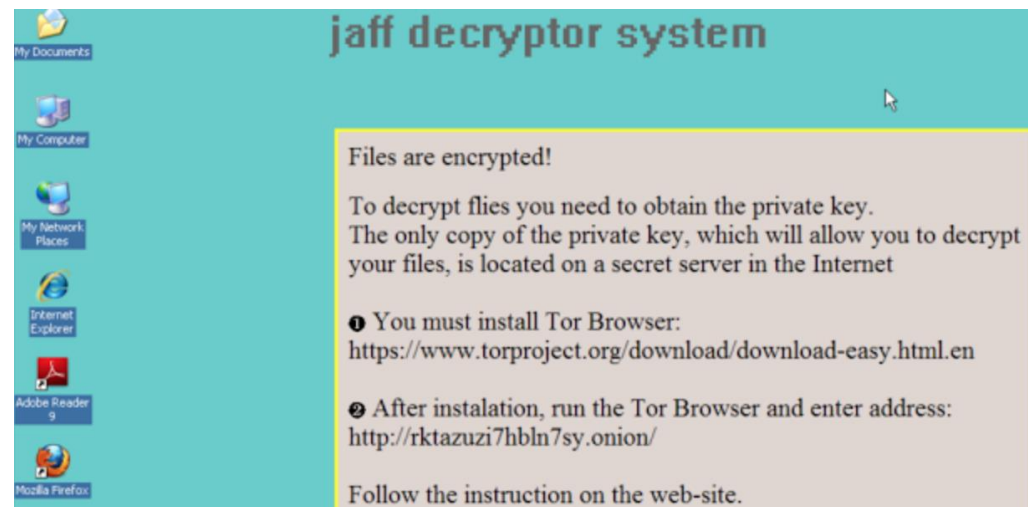 My Documents
My Computer
My Network
Places
Internet
Explorer
Adobe Reader
9
Mozilla Firefox
jaff decryptor system
Files are encrypted!
To decrypt flies you need to obtain the private key.
The only copy of the private key, which will allow you to decrypt
your files, is located on a secret server in the Internet
❶ You must install Tor Browser:
https://www.torproject.org/download/download-easy.html.en
❷ After instalation, run the Tor Browser and enter address:
http://rktazuzi7hbln7sy.onion/
Follow the instruction on the web-site.